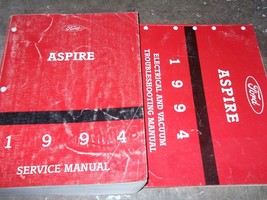 Ford
ASPIRE
1 9 9 4
SERVICE MANUAL
Ford
ASPIRE
1 9 9 4
ELECTRICAL AND VACUUM
TROUBLESHOOTING MANUAL